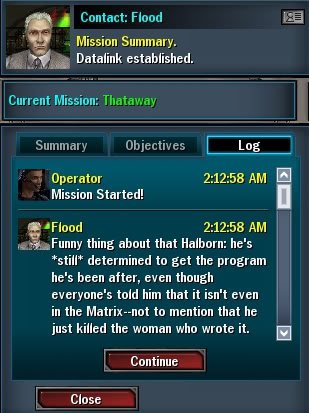 Contact: Flood
Mission Summary.
Datalink established.
Current Mission: Thataway
Summary
Objectives
Log
Operator 2:12:58 AM
Mission Started!
Flood 2:12:58 AM
Funny thing about that Halborn: he's
*still* determined to get the program
he's been after, even though
everyone's told him that it isn't even
in the Matrix--not to mention that he
just killed the woman who wrote it.
Continue
Close